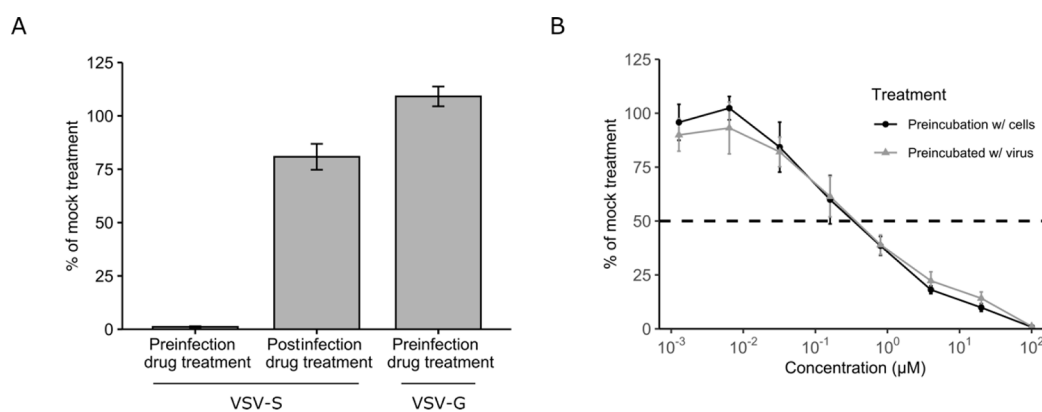 A
% of mock treatment
125
100
75
50
25
0
Preinfection drug treatment
Postinfection drug treatment
Preinfection drug treatment
VSV-S
VSV-G
B
% of mock treatment
125
100
75
50
25
0
Treatment
Preincubation w/ cells
Preincubated w/ virus
10⁻³
10⁻²
10⁻¹
10⁰
10¹
10²
Concentration (µM)